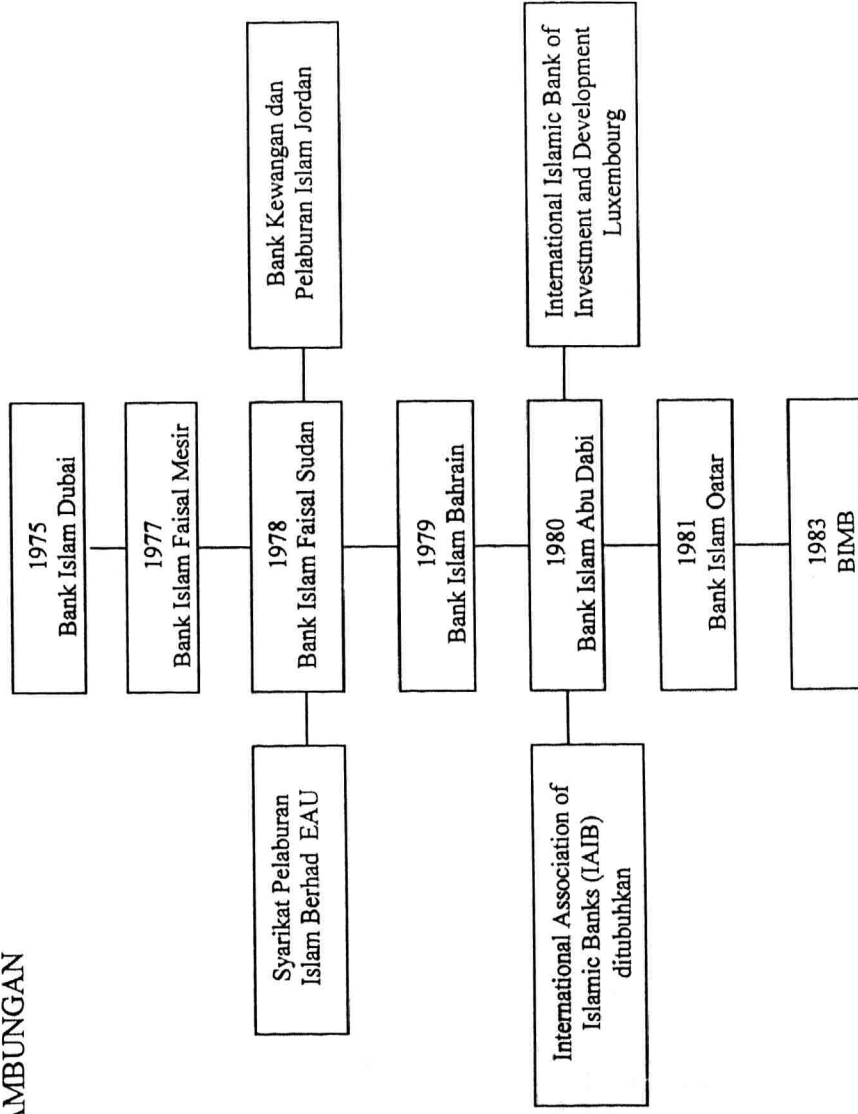 AMBUNGAN
1975
Bank Islam Dubai
1977
Bank Islam Faisal Mesir
Syarikat Pelaburan
Islam Berhad EAU
1978
Bank Islam Faisal Sudan
Bank Kewangan dan
Pelaburan Islam Jordan
1979
Bank Islam Bahrain
International Association of
Islamic Banks (IAIB)
ditubuhkan
1980
Bank Islam Abu Dabi
International Islamic Bank of
Investment and Development
Luxembourg
1981
Bank Islam Qatar
1983
BIMB